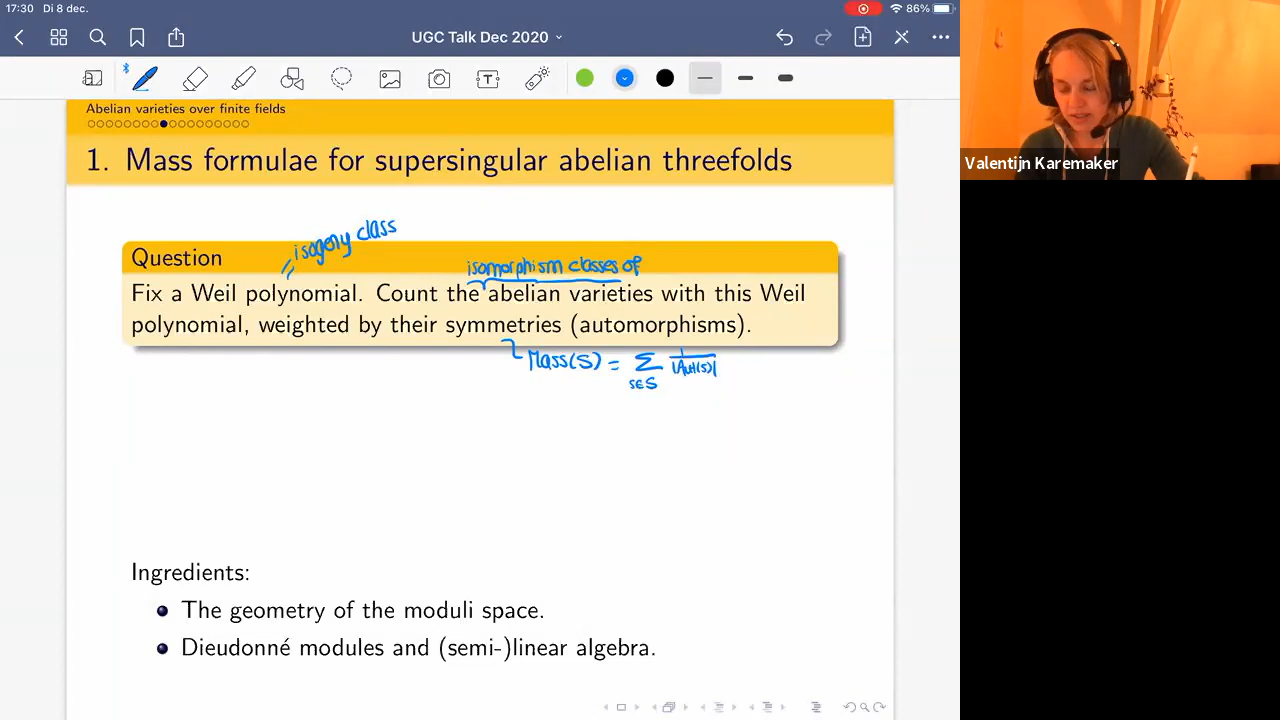 17:30 Di 8 dec.
86%
UGC Talk Dec 2020
Abelian varieties over finite fields
1. Mass formulae for supersingular abelian threefolds
= isogeny class
Question
isomorphism classes of
Fix a Weil polynomial. Count the abelian varieties with this Weil
polynomial, weighted by their symmetries (automorphisms).
Mass(S) = Σ s∈S 1/|Aut(s)|
Ingredients:
The geometry of the moduli space.
Dieudonné modules and (semi-)linear algebra.
Valentijn Karemaker